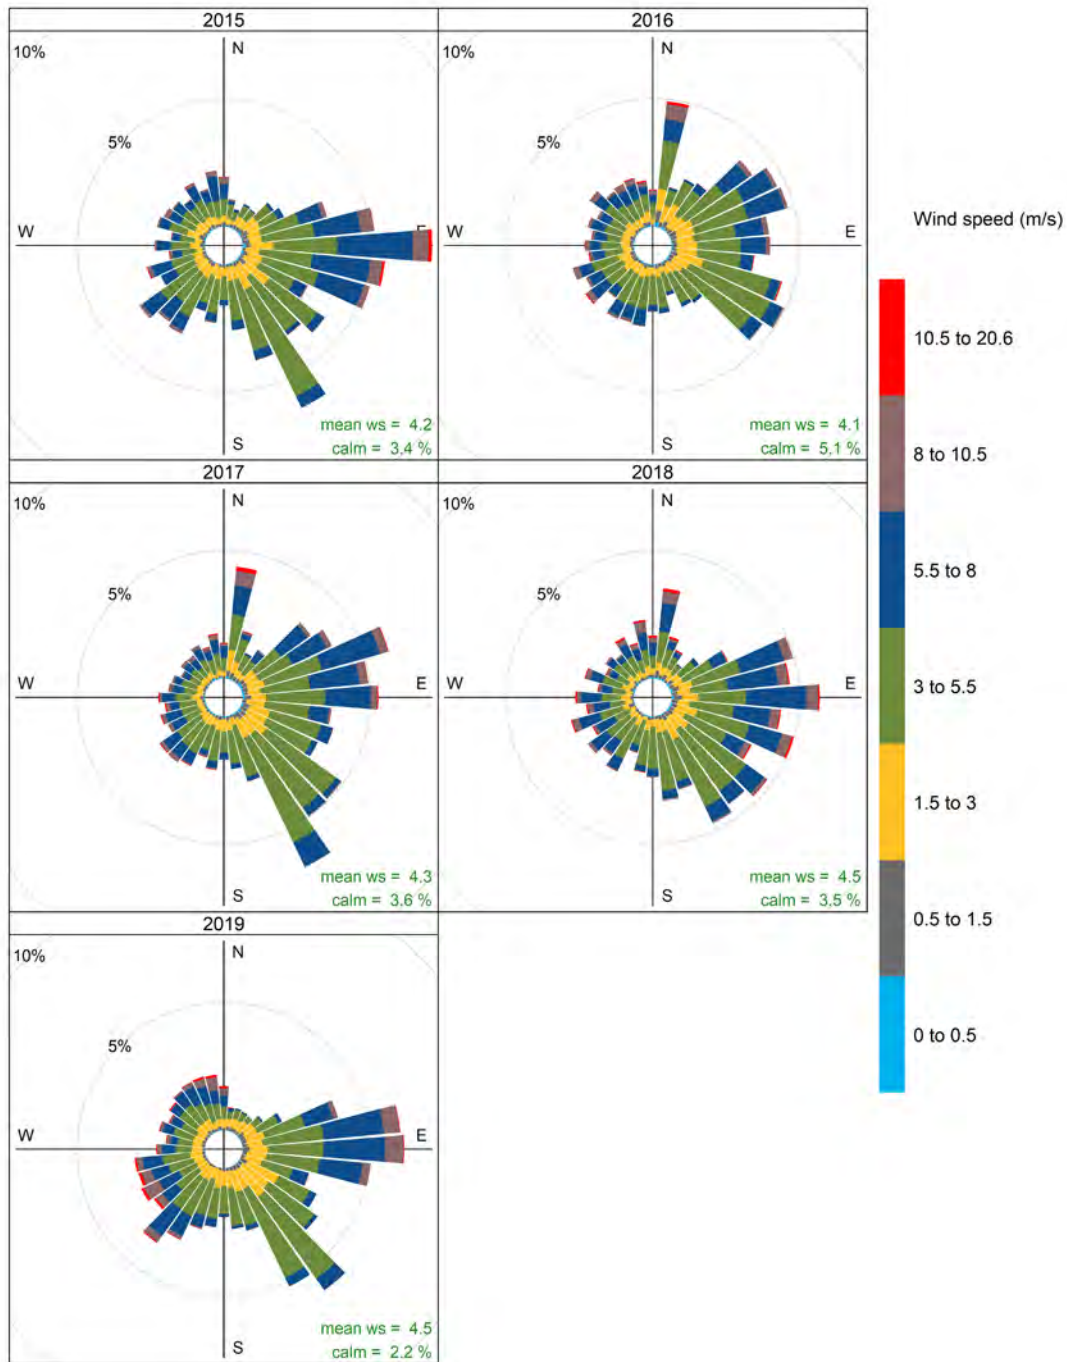 2015
2016
10%
N
5%
W
E
S
mean ws = 4.2
calm = 3.4 %
10%
N
5%
W
E
S
mean ws = 4.1
calm = 5.1 %
2017
2018
10%
N
5%
W
E
S
mean ws = 4.3
calm = 3.6 %
10%
N
5%
W
E
S
mean ws = 4.5
calm = 3.5 %
2019
10%
N
5%
W
E
S
mean ws = 4.5
calm = 2.2 %
Wind speed (m/s)
10.5 to 20.6
8 to 10.5
5.5 to 8
3 to 5.5
1.5 to 3
0.5 to 1.5
0 to 0.5